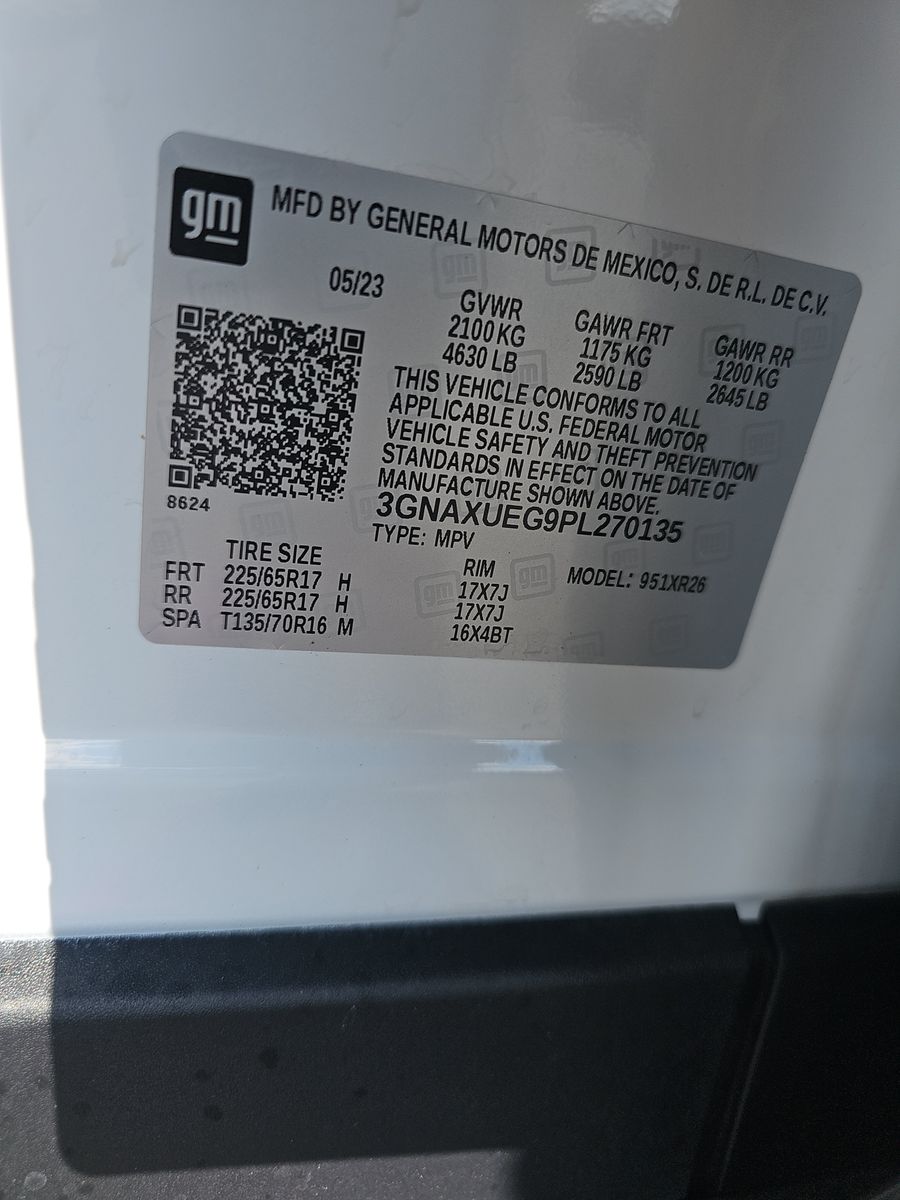 gm
MFD BY GENERAL MOTORS DE MEXICO, S. DE R.L. DE C.V.
05/23
GVWR GAWR FRT GAWR RR
2100 KG 1175 KG 1200 KG
4630 LB 2590 LB 2645 LB
THIS VEHICLE CONFORMS TO ALL
APPLICABLE U.S. FEDERAL MOTOR
VEHICLE SAFETY AND THEFT PREVENTION
STANDARDS IN EFFECT ON THE DATE OF
MANUFACTURE SHOWN ABOVE.
8624
3GNAXUEG9PL270135
TYPE: MPV
TIRE SIZE RIM MODEL: 951XR26
FRT 225/65R17 H 17X7J
RR 225/65R17 H 17X7J
SPA T135/70R16 M 16X4BT